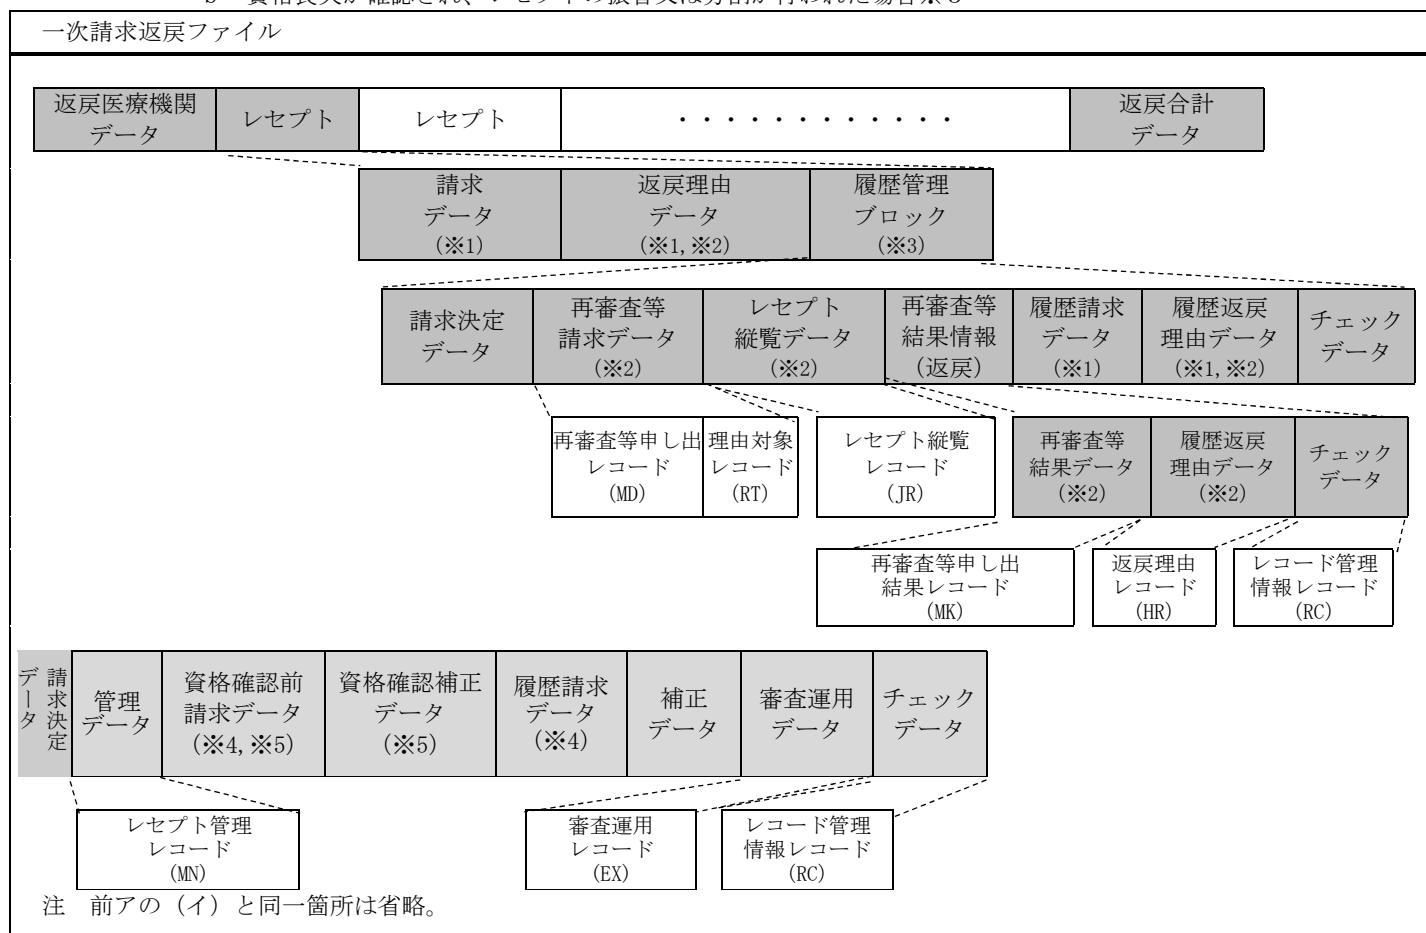 一次請求返戻ファイル
返戻医療機関
データ
レセプト
レセプト
・・・・・・・・・・・・
返戻合計
データ
請求
データ
(※1)
返戻理由
データ
(※1,※2)
履歴管理
ブロック
(※3)
請求決定
データ
再審査等
請求データ
(※2)
レセプト
縦覧データ
(※2)
再審査等
結果情報
(返戻)
履歴請求
データ
(※1)
履歴返戻
理由データ
(※1,※2)
チェック
データ
再審査等申し出
レコード
(MD)
理由対象
レコード
(RT)
レセプト縦覧
レコード
(JR)
再審査等
結果データ
(※2)
履歴返戻
理由データ
(※2)
チェック
データ
再審査等申し出
結果レコード
(MK)
返戻理由
レコード
(HR)
レコード管理
情報レコード
(RC)
請求決定
データ
管理
データ
資格確認前
請求データ
(※4,※5)
資格確認補正
データ
(※5)
履歴請求
データ
(※4)
補正
データ
審査運用
データ
チェック
データ
レセプト管理
レコード
(MN)
審査運用
レコード
(EX)
レコード管理
情報レコード
(RC)
注　前アの（イ）と同一箇所は省略。